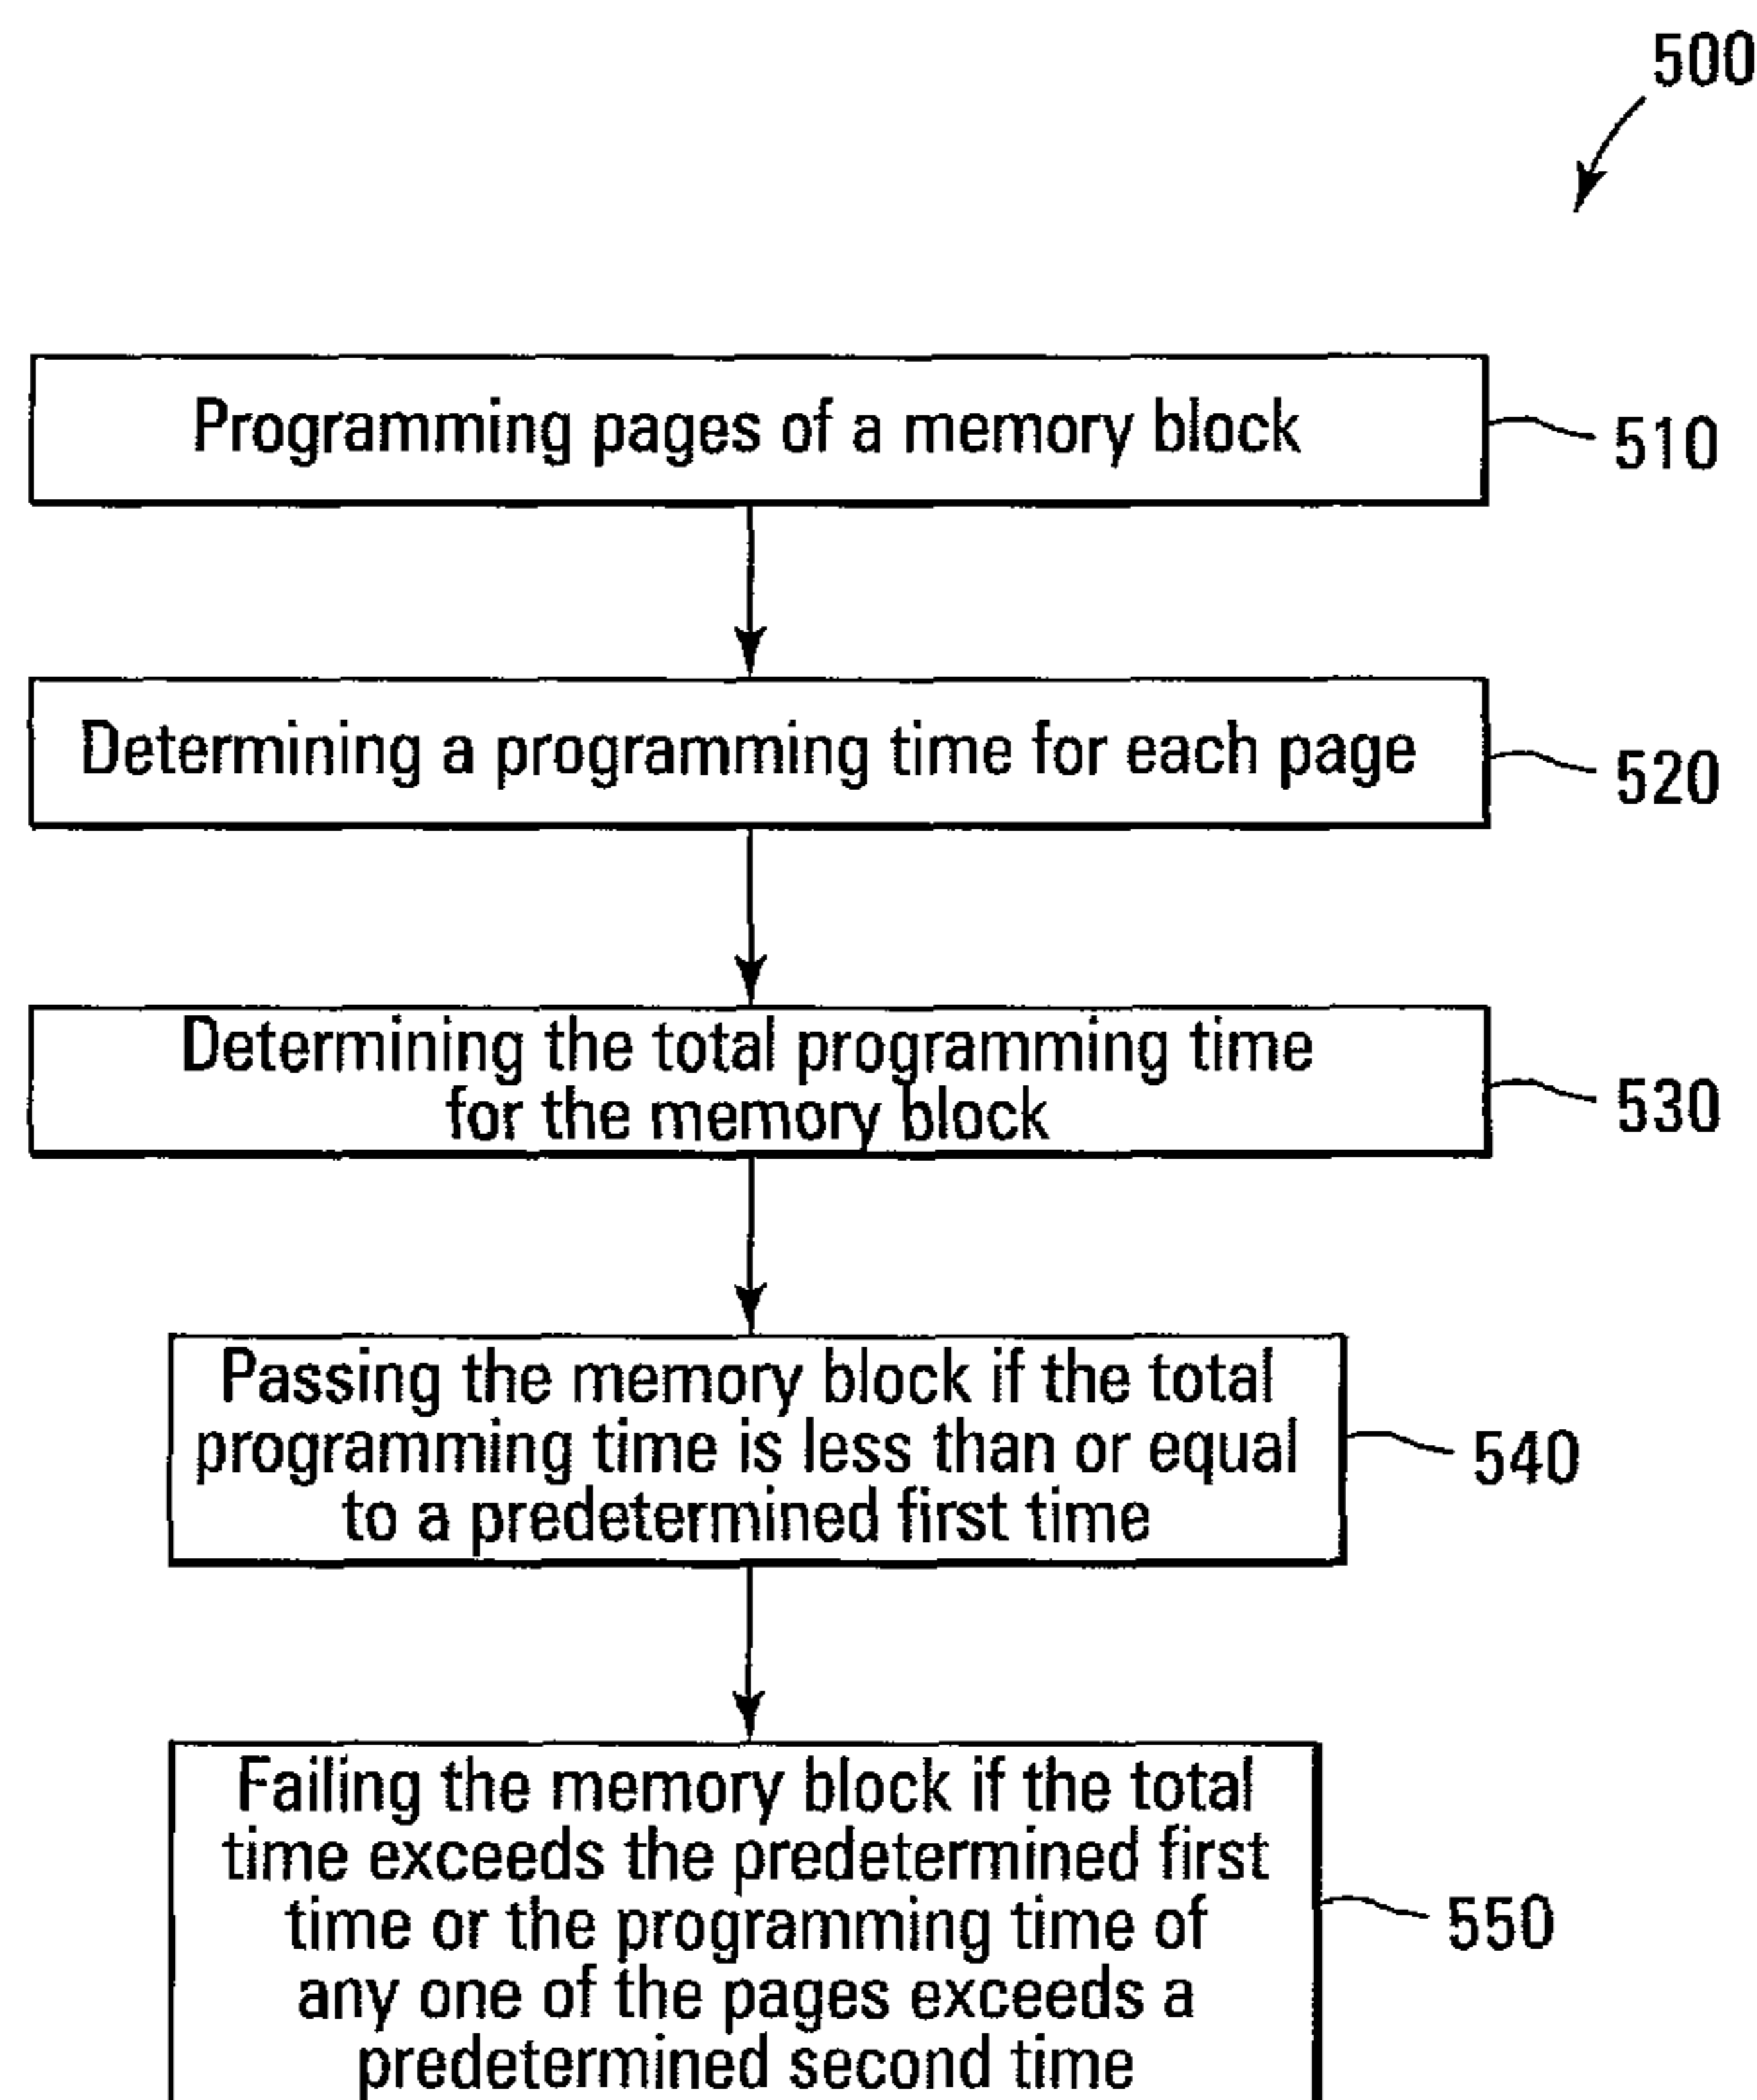 500
Programming pages of a memory block
510
Determining a programming time for each page
520
Determining the total programming time
for the memory block
530
Passing the memory block if the total
programming time is less than or equal
to a predetermined first time
540
Failing the memory block if the total
time exceeds the predetermined first
time or the programming time of
any one of the pages exceeds a
predetermined second time
550